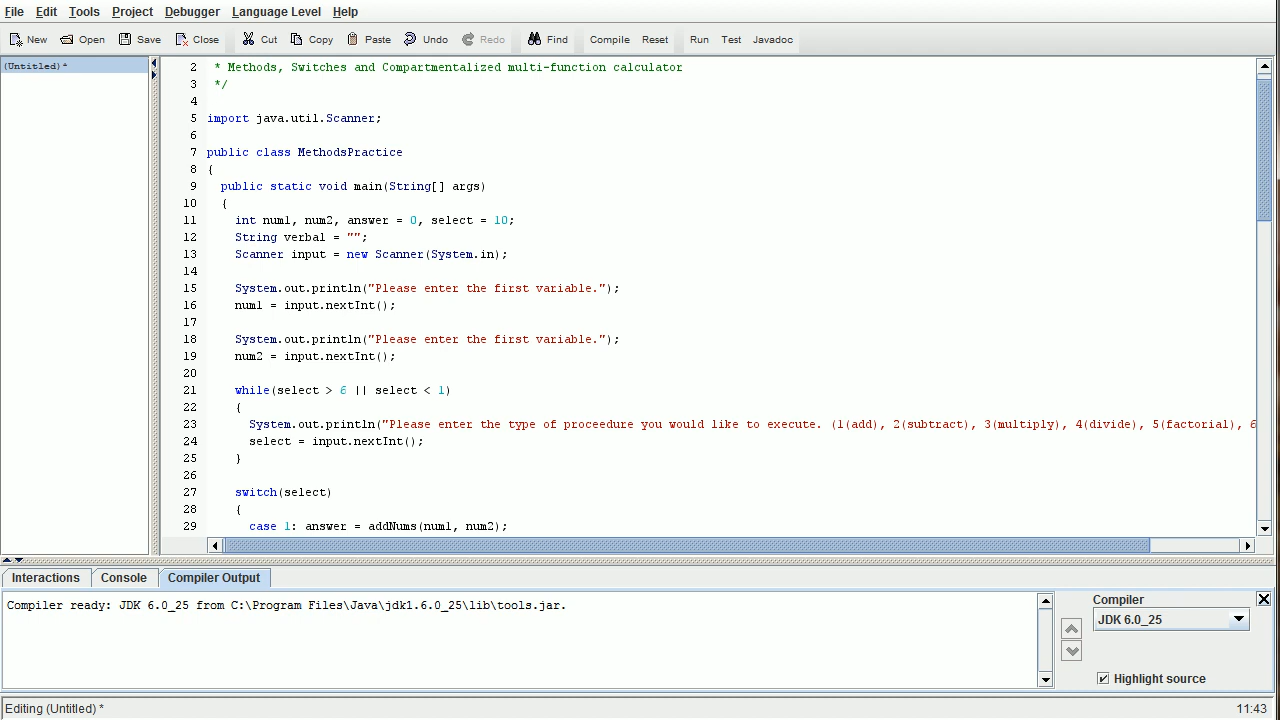 File Edit Tools Project Debugger Language Level Help
New Open Save Close Cut Copy Paste Undo Redo Find Compile Reset Run Test Javadoc
(Untitled)*
2 * Methods, Switches and Compartmentalized multi-function calculator
3 */
4
5 import java.util.Scanner;
6
7 public class MethodsPractice
8 {
9 public static void main(String[] args)
10 {
11 int num1, num2, answer = 0, select = 10;
12 String verbal = "";
13 Scanner input = new Scanner(System.in);
14
15 System.out.println("Please enter the first variable.");
16 num1 = input.nextInt();
17
18 System.out.println("Please enter the first variable.");
19 num2 = input.nextInt();
20
21 while(select > 6 || select < 1)
22 {
23 System.out.println("Please enter the type of proceedure you would like to execute. (1(add), 2(subtract), 3(multiply), 4(divide), 5(factorial), 6
24 select = input.nextInt();
25 }
26
27 switch(select)
28 {
29 case 1: answer = addNums(num1, num2);
Interactions Console Compiler Output
Compiler ready: JDK 6.0_25 from C:\Program Files\Java\jdk1.6.0_25\lib\tools.jar.
Compiler
JDK 6.0_25
Highlight source
Editing (Untitled) *
11:43